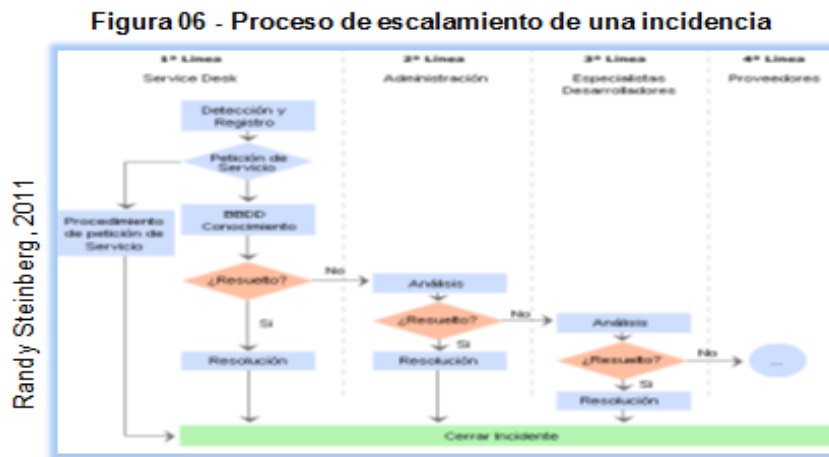 Figura 06 - Proceso de escalamiento de una incidencia
1ª Línea
2ª Línea
3ª Línea
4ª Línea
Service Desk
Administración
Especialistas
Desarrolladores
Proveedores
Detección y
Registro
Petición de
Servicio
Procedimiento
de petición de
Servicio
BBDD
Conocimiento
¿Resuelto?
No
Si
Resolución
Análisis
¿Resuelto?
No
Si
Resolución
Análisis
¿Resuelto?
No
Si
Resolución
...
Cerrar Incidente
Randy Steinberg, 2011